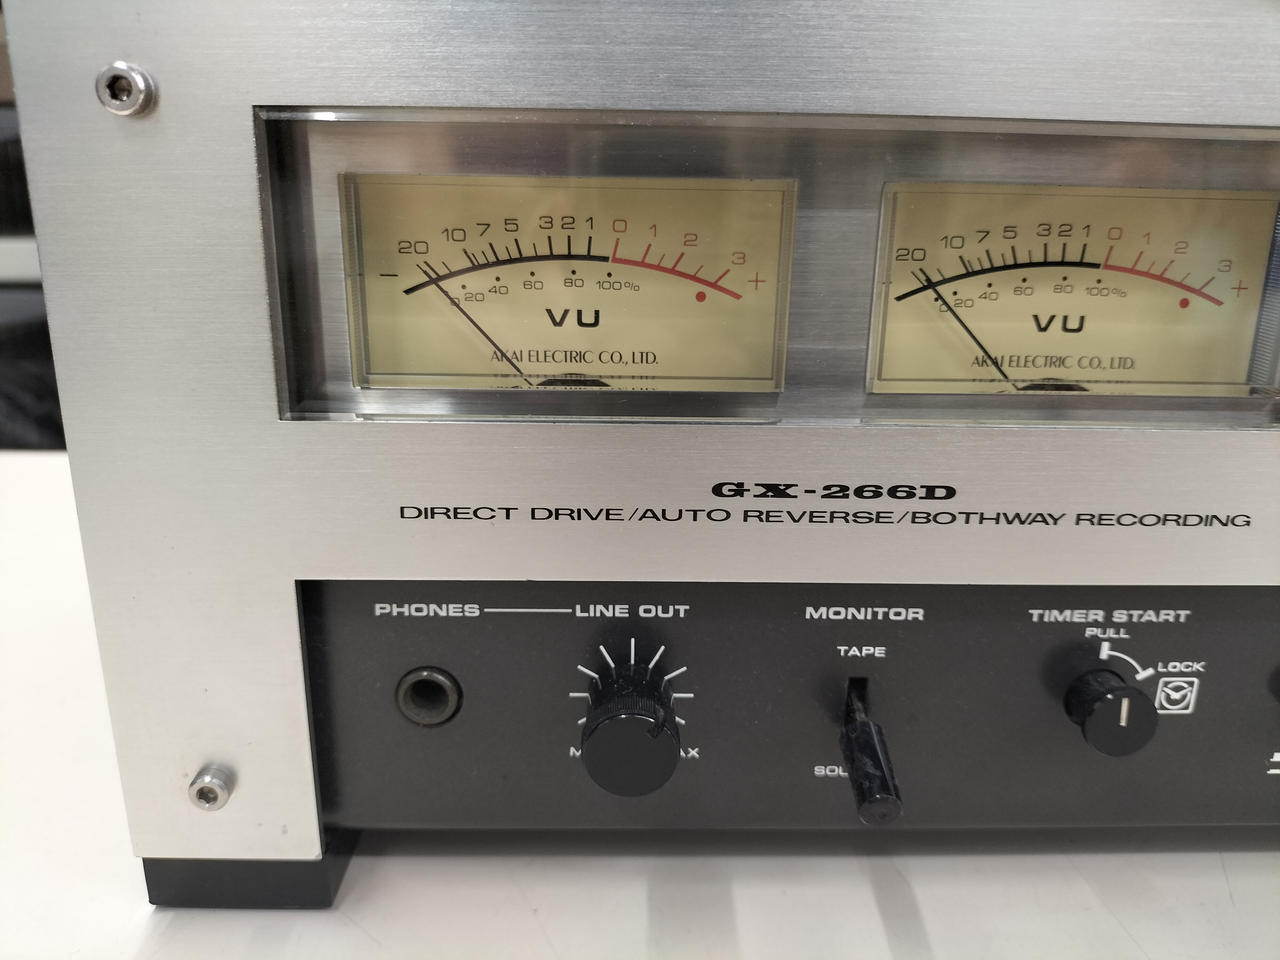 20 10 7 5 3 2 1 0 1 2 3
- +
0 20 40 60 80 100%
VU
AKAI ELECTRIC CO., LTD.
20 10 7 5 3 2 1 0 1 2 3
- +
0 20 40 60 80 100%
VU
AKAI ELECTRIC CO., LTD.
GX-266D
DIRECT DRIVE/AUTO REVERSE/BOTHWAY RECORDING
PHONES LINE OUT MONITOR TIMER START
PULL
TAPE
LOCK